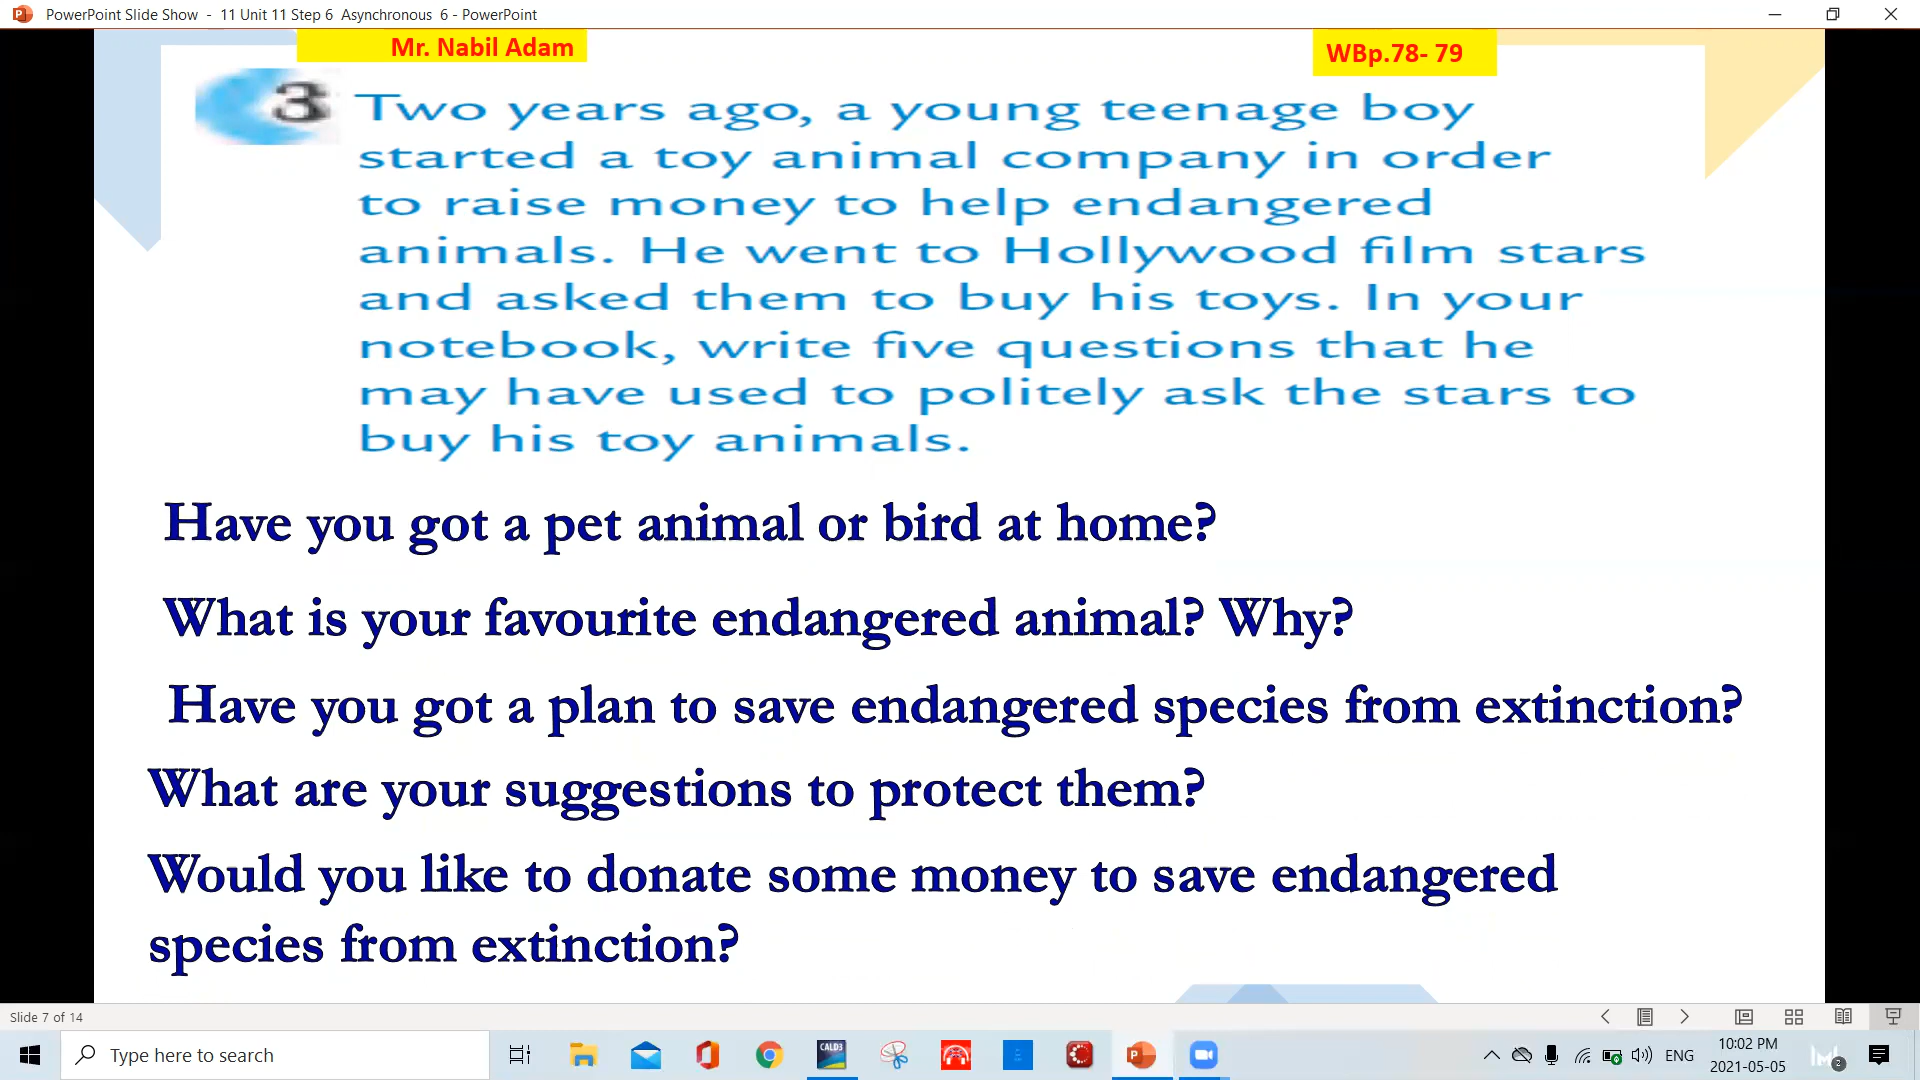 PowerPoint Slide Show - 11 Unit 11 Step 6 Asynchronous 6 - PowerPoint
Mr. Nabil Adam
WBp.78- 79
3
Two years ago, a young teenage boy
started a toy animal company in order
to raise money to help endangered
animals. He went to Hollywood film stars
and asked them to buy his toys. In your
notebook, write five questions that he
may have used to politely ask the stars to
buy his toy animals.
Have you got a pet animal or bird at home?
What is your favourite endangered animal? Why?
Have you got a plan to save endangered species from extinction?
What are your suggestions to protect them?
Would you like to donate some money to save endangered
species from extinction?
Slide 7 of 14
Type here to search
CALD3
ENG
10:02 PM
2021-05-05
2